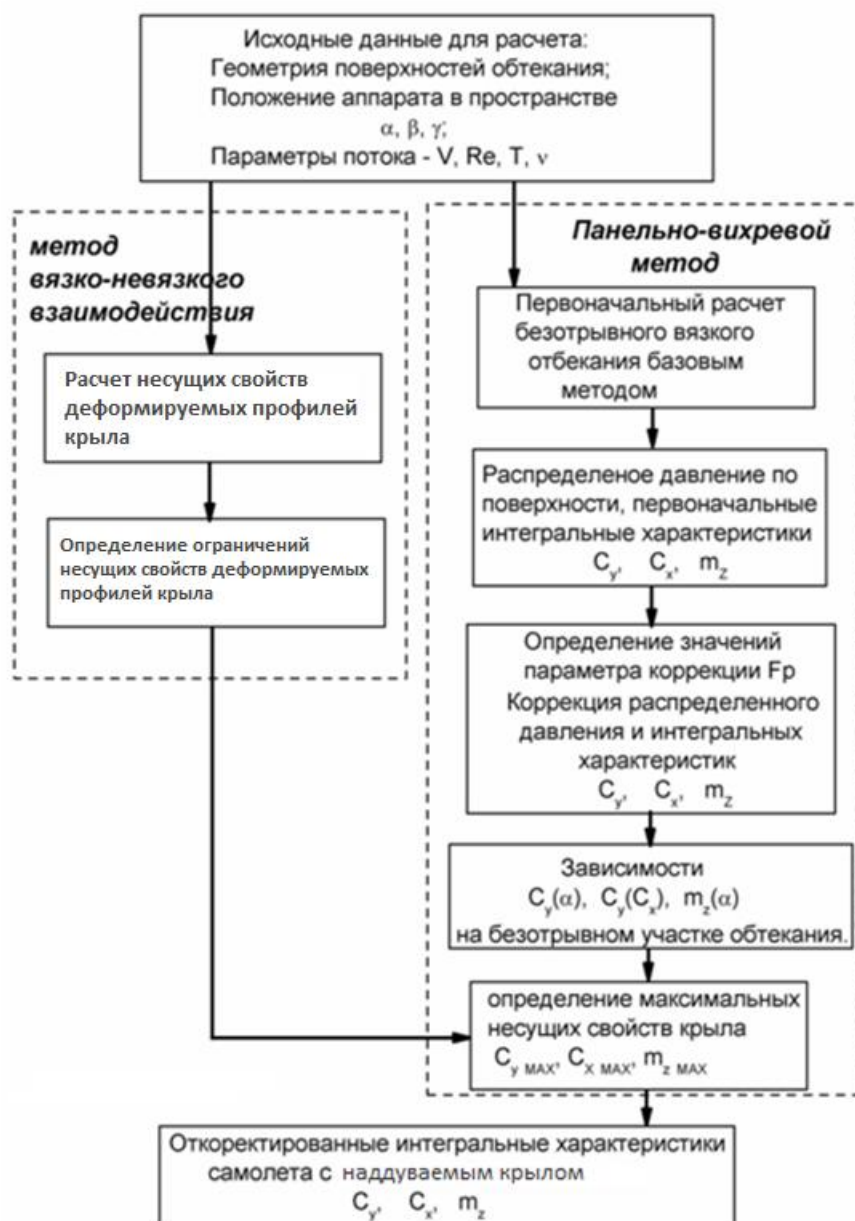 Исходные данные для расчета:
Геометрия поверхностей обтекания;
Положение аппарата в пространстве
α, β, γ;
Параметры потока - V, Re, T, ν
метод
вязко-невязкого
взаимодействия
Расчет несущих свойств
деформируемых профилей
крыла
Определение ограничений
несущих свойств деформируемых
профилей крыла
Панельно-вихревой
метод
Первоначальный расчет
безотрывного вязкого
отбекания базовым
методом
Распределеное давление по
поверхности, первоначальные
интегральные характеристики
Cy, Cx, mZ
Определение значений
параметра коррекции Fp
Коррекция распределенного
давления и интегральных
характеристик
Cy, Cx, mZ
Зависимости
Cy(α), Cy(Cx), mz(α)
на безотрывном участке обтекания.
определение максимальных
несущих свойств крыла
Cy MAX, CX MAX, mz MAX
Откоректированные интегральные характеристики
самолета с наддуваемым крылом
Cy, Cx, mz